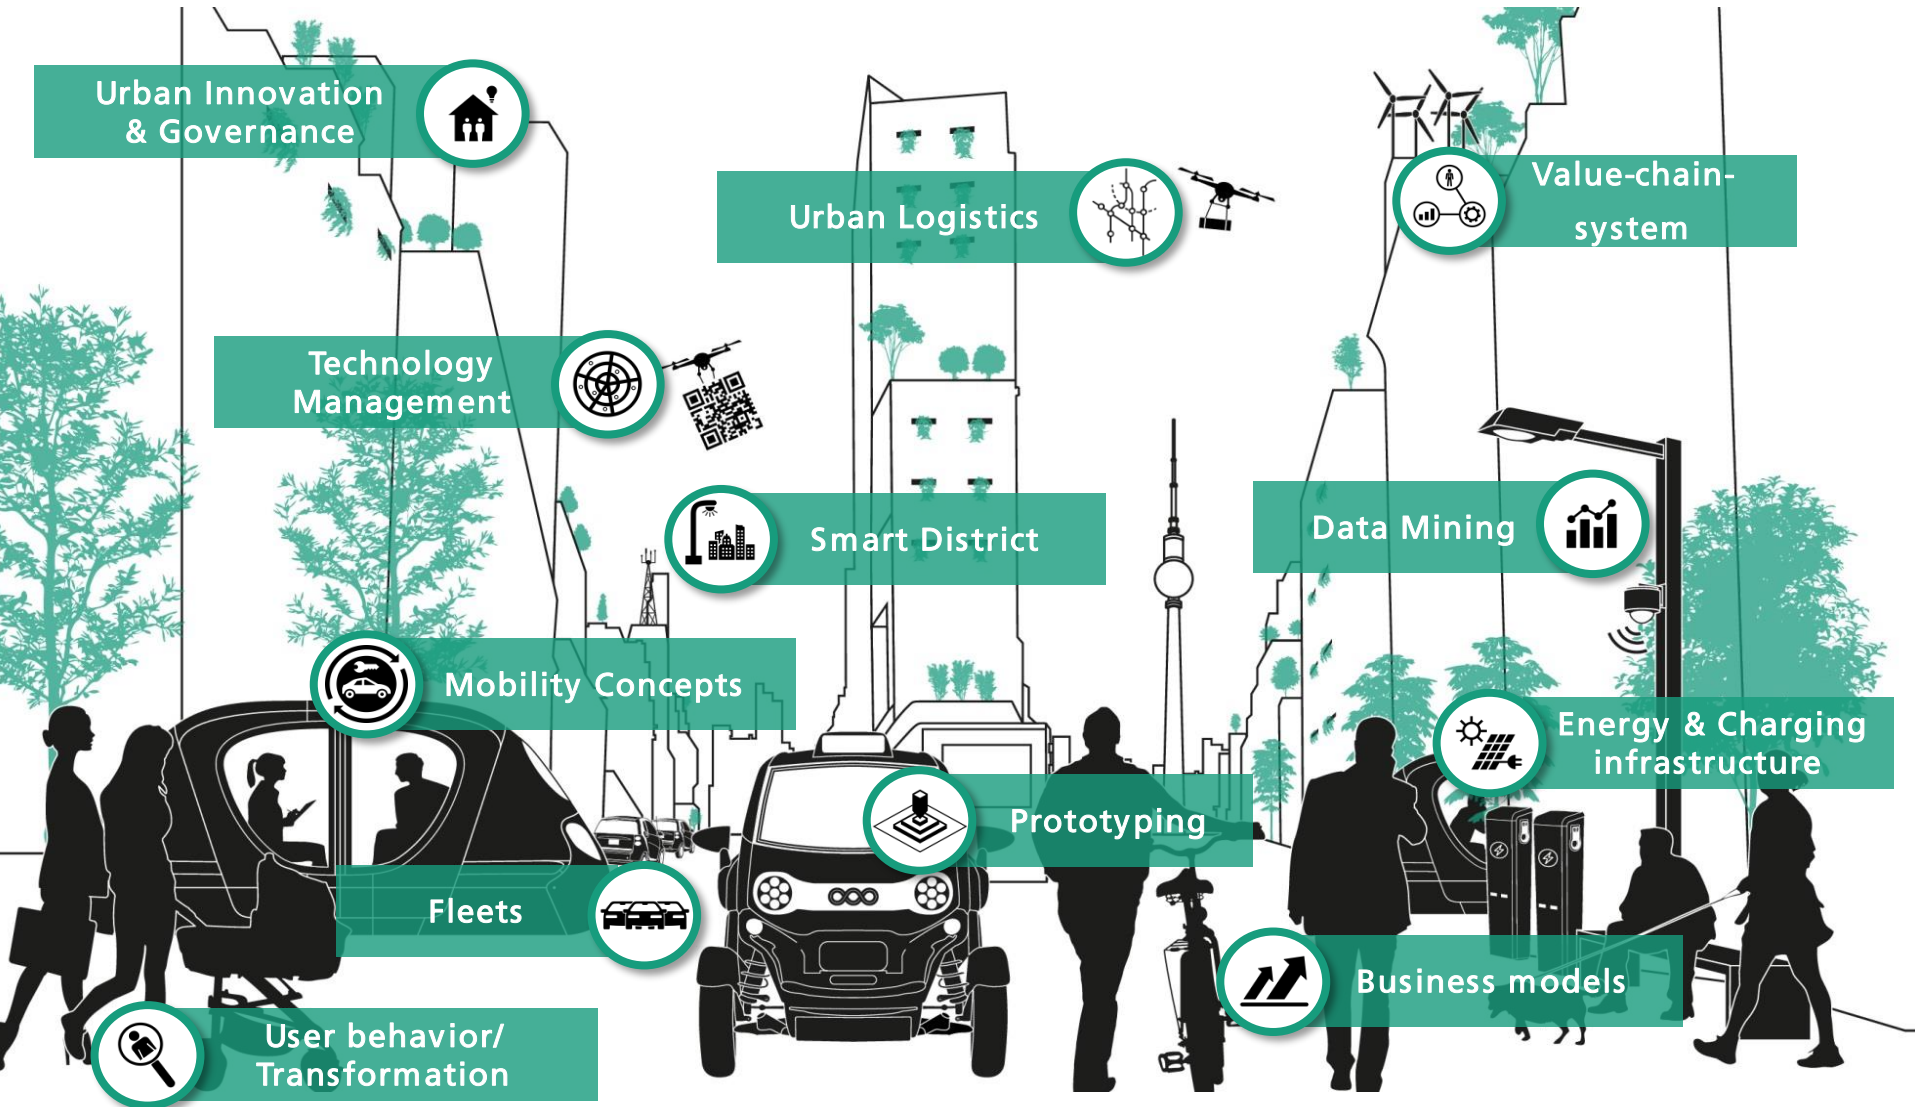 Urban Innovation
& Governance
Urban Logistics
Value-chain-
system
Technology
Management
Smart District
Data Mining
Mobility Concepts
Energy & Charging
infrastructure
Prototyping
Fleets
Business models
User behavior/
Transformation